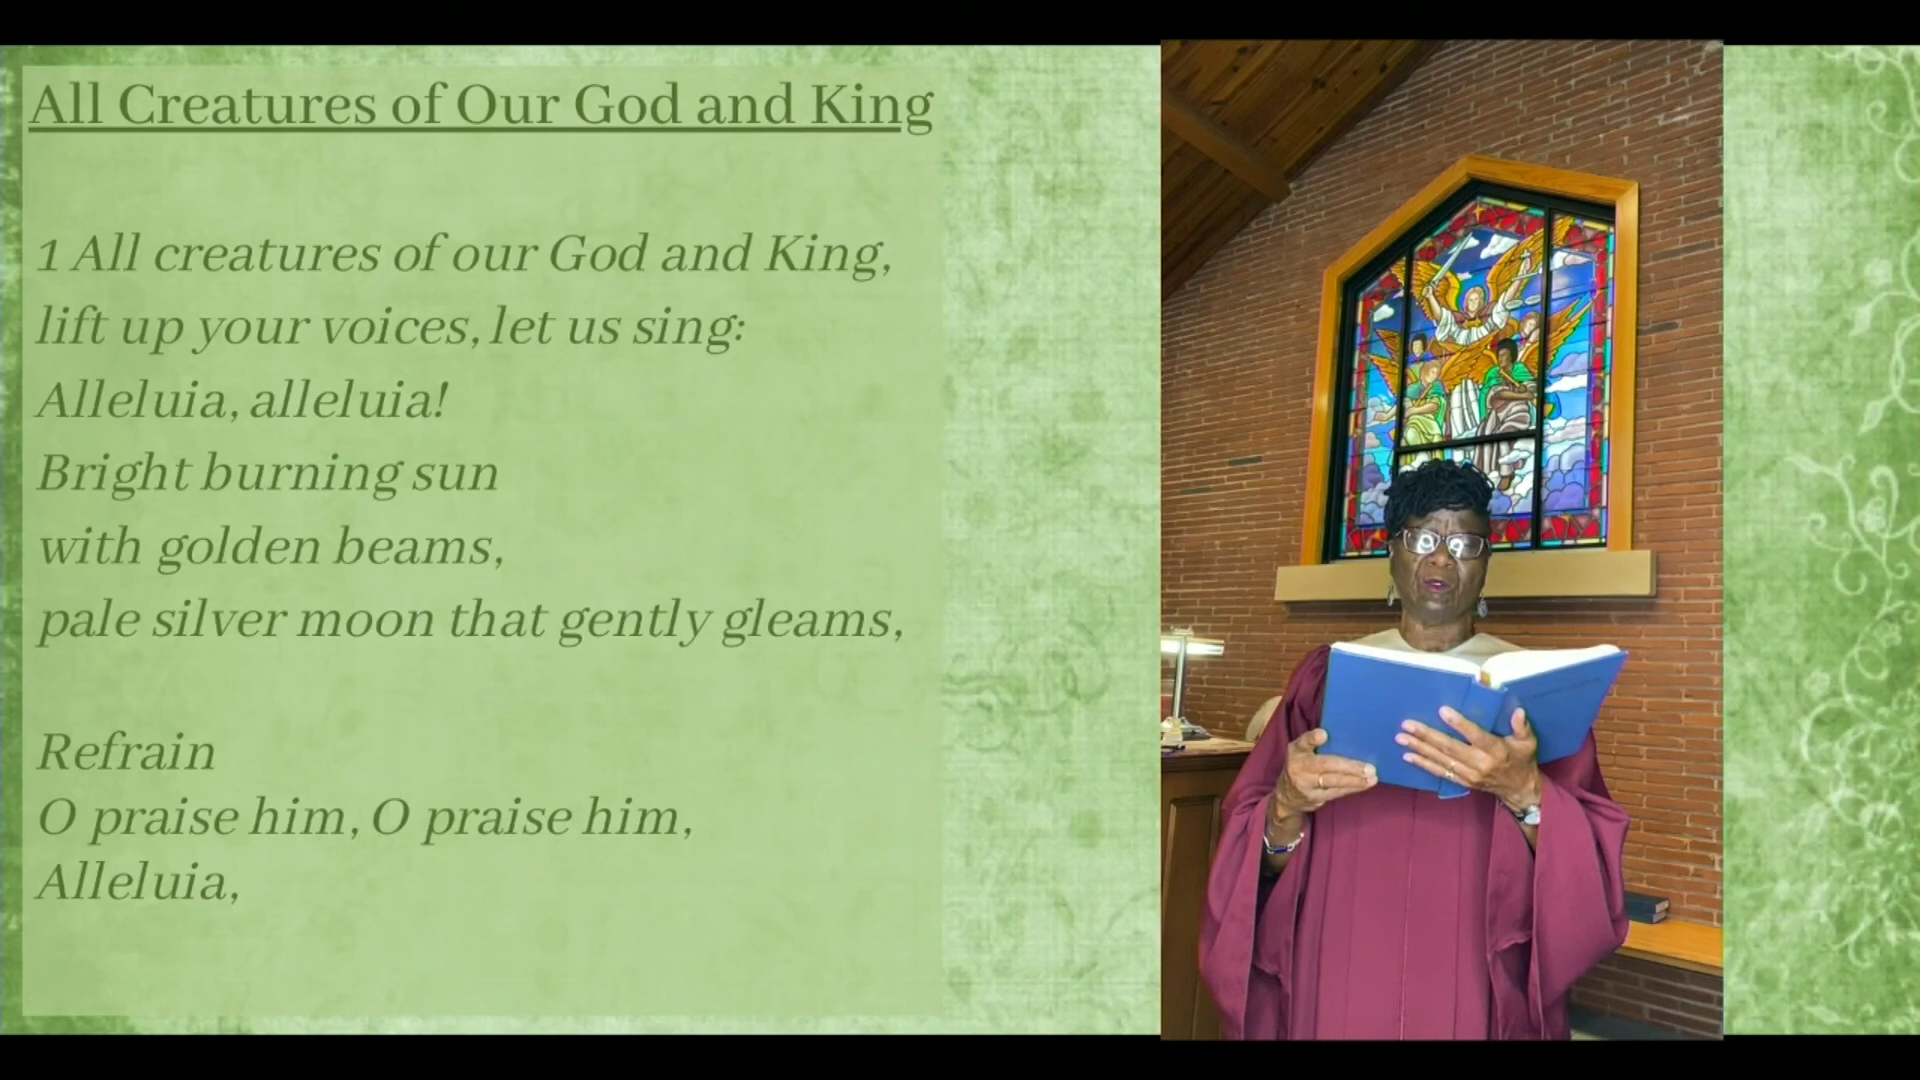 All Creatures of Our God and King
1 All creatures of our God and King,
lift up your voices, let us sing:
Alleluia, alleluia!
Bright burning sun
with golden beams,
pale silver moon that gently gleams,
Refrain
O praise him, O praise him,
Alleluia,